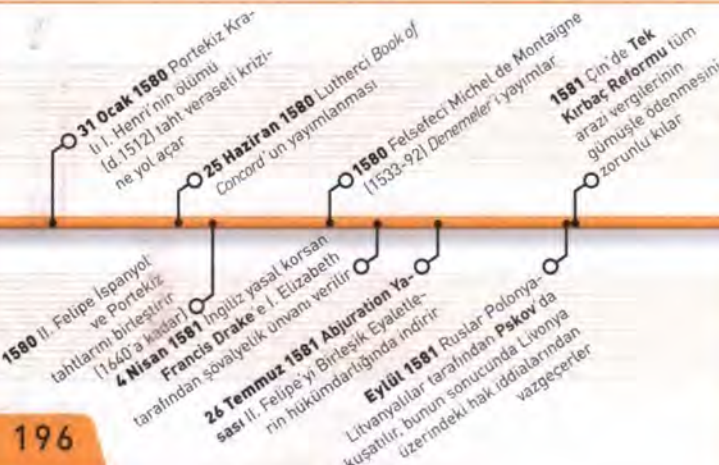 31 Ocak 1580 Portekiz Kra-
lı I. Henri'nin ölümü
(d.1512) taht veraseti krizi-
ne yol açar
25 Haziran 1580 Lutherci Book of
Concord'un yayımlanması
1580 Felsefeci Michel de Montaigne
(1533-92) Denemeler'i yayımlar
1581 Çin'de Tek
Kırbaç Reformu tüm
arazi vergilerinin
gümüşle ödenmesini
zorunlu kılar
1580 II. Felipe İspanyol
ve Portekiz
tahtlarını birleştirir
(1640'a kadar)
4 Nisan 1581 İngiliz yasal korsan
Francis Drake'e I. Elizabeth
tarafından şövalyelik ünvanı verilir
26 Temmuz 1581 Abjuration Ya-
sası II. Felipe'yi Birleşik Eyaletle-
rin hükümdarlığında indirir
Eylül 1581 Ruslar Polonya-
Litvanyalılar tarafından Pskov'da
kuşatılır, bunun sonucunda Livonya
üzerindeki hak iddialarından
vazgeçerler
196